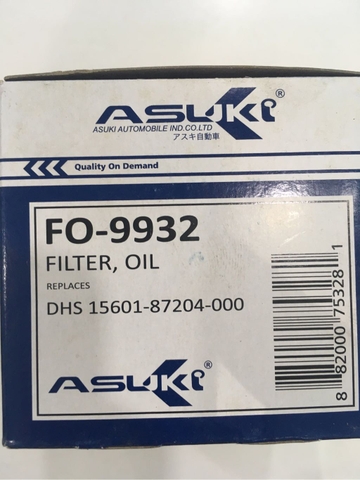 ASUKi®
ASUKI AUTOMOBILE IND.CO.LTD
アスキ自動車
Quality On Demand
FO-9932
FILTER, OIL
REPLACES
DHS 15601-87204-000
ASUKi®
8 82000 75328 1